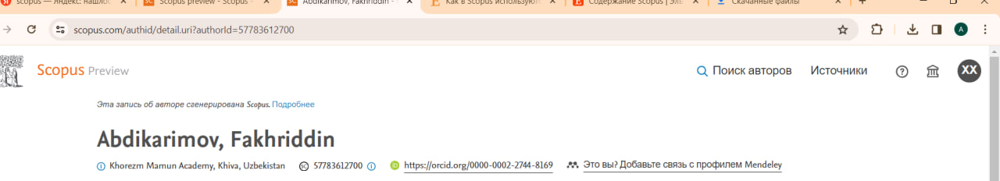 scopus — Яндекс: нашлос
Scopus preview - Scopus -
Abdikarimov, Fakhriddin -
Как в Scopus используют
Содержание Scopus | Эль
Скачанные файлы
scopus.com/authid/detail.uri?authorId=57783612700
A
Scopus Preview
Поиск авторов
Источники
XX
Эта запись об авторе сгенерирована Scopus. Подробнее
Abdikarimov, Fakhriddin
Khorezm Mamun Academy, Khiva, Uzbekistan SC 57783612700 iD https://orcid.org/0000-0002-2744-8169 Это вы? Добавьте связь с профилем Mendeley